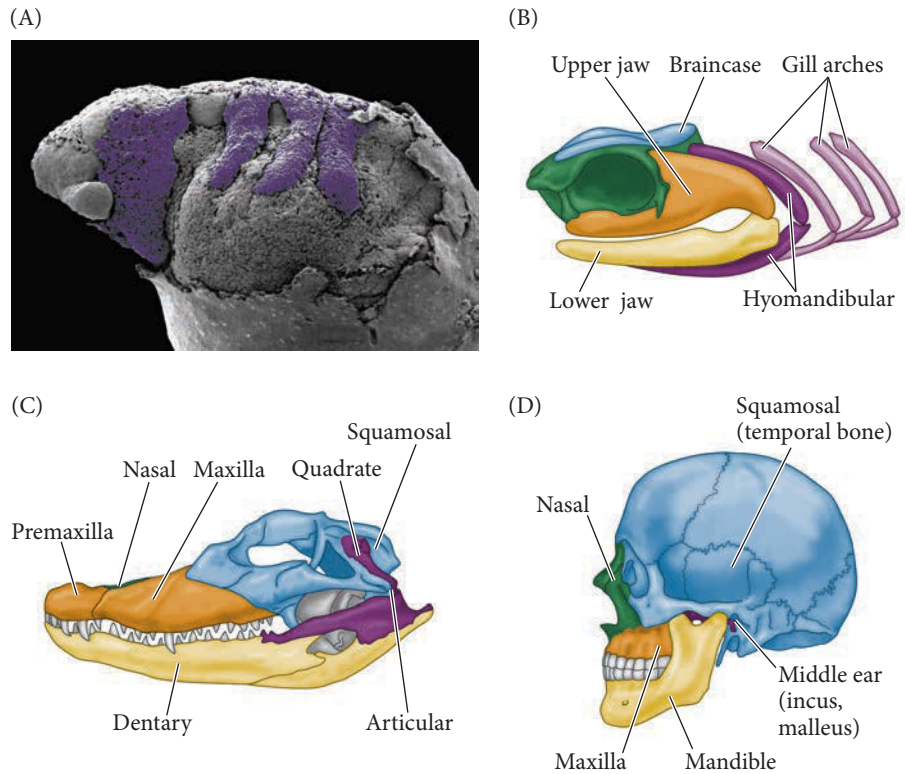 (A)
(B)
Upper jaw Braincase Gill arches
Lower jaw Hyomandibular
(C)
Squamosal
Nasal Maxilla Quadrate
Premaxilla
Dentary Articular
(D)
Squamosal
(temporal bone)
Nasal
Middle ear
(incus,
malleus)
Maxilla Mandible